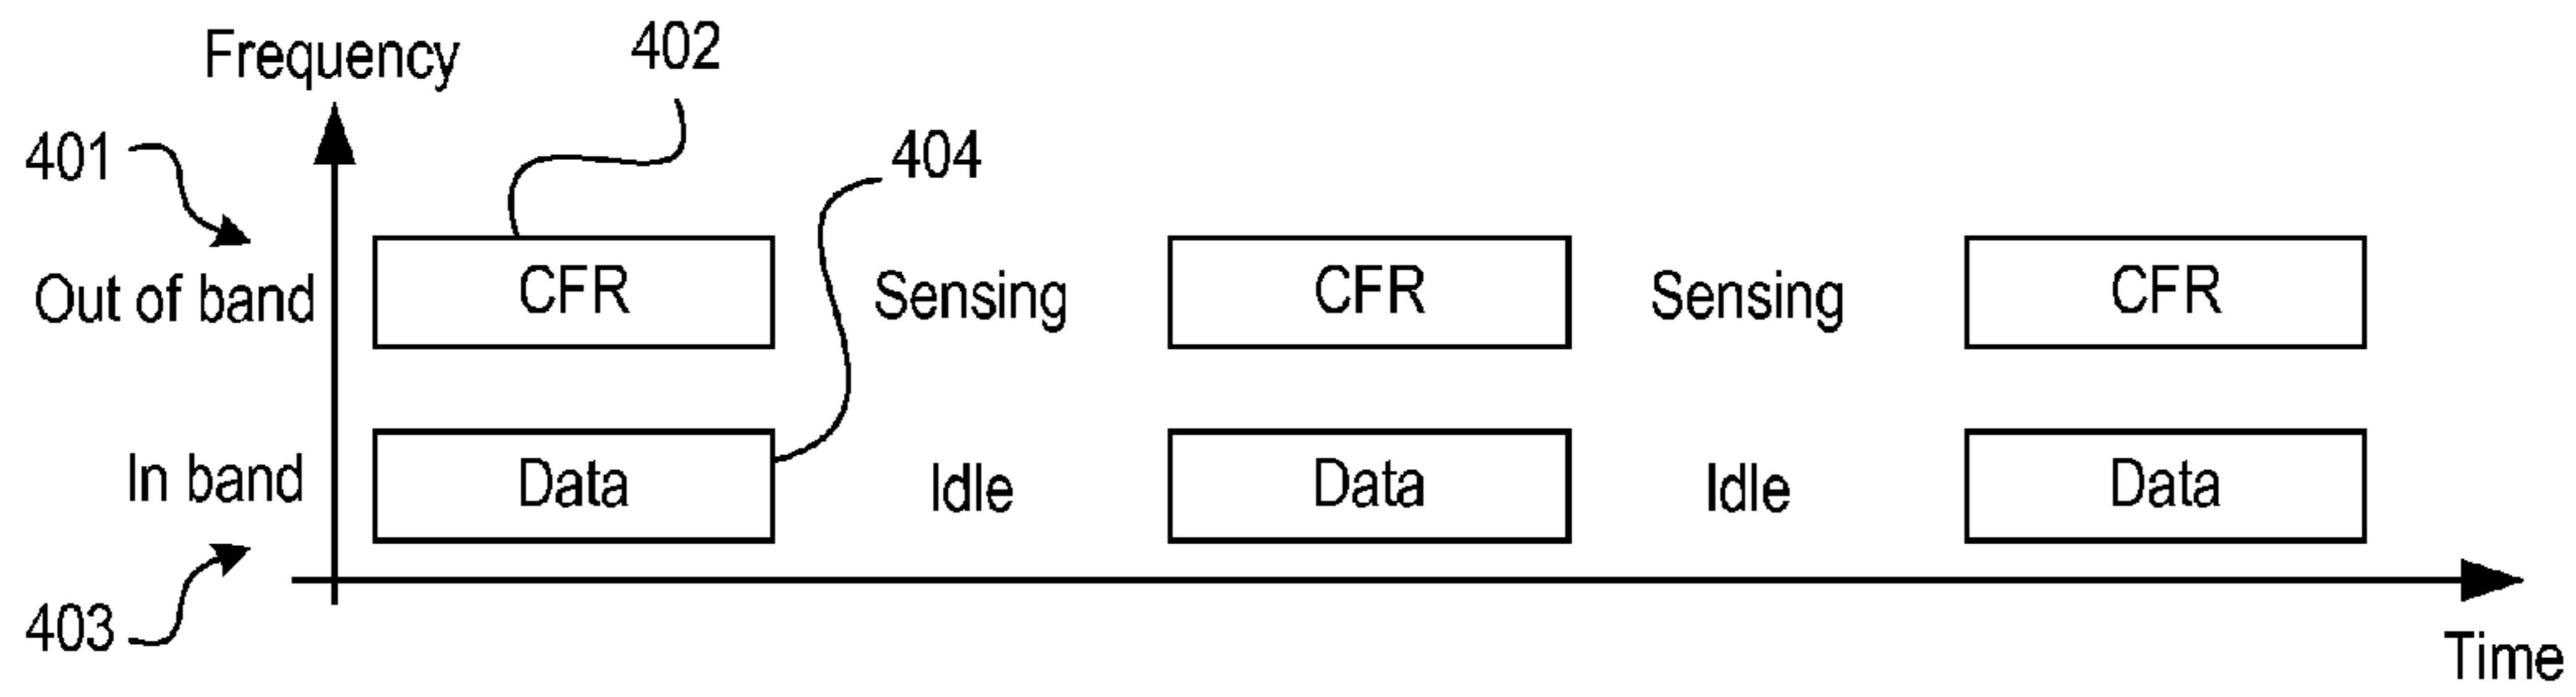 Frequency
402
401
404
Out of band
CFR
Sensing
CFR
Sensing
CFR
In band
Data
Idle
Data
Idle
Data
403
Time